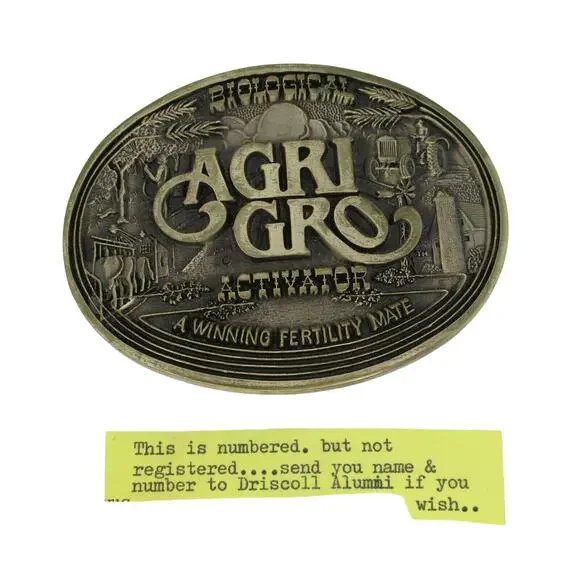 BIOLOGICAL
AGRI
GRO
TM
ACTIVATOR
A WINNING FERTILITY MATE
This is numbered. but not
registered....send you name &
number to Driscoll Alumni if you
wish..